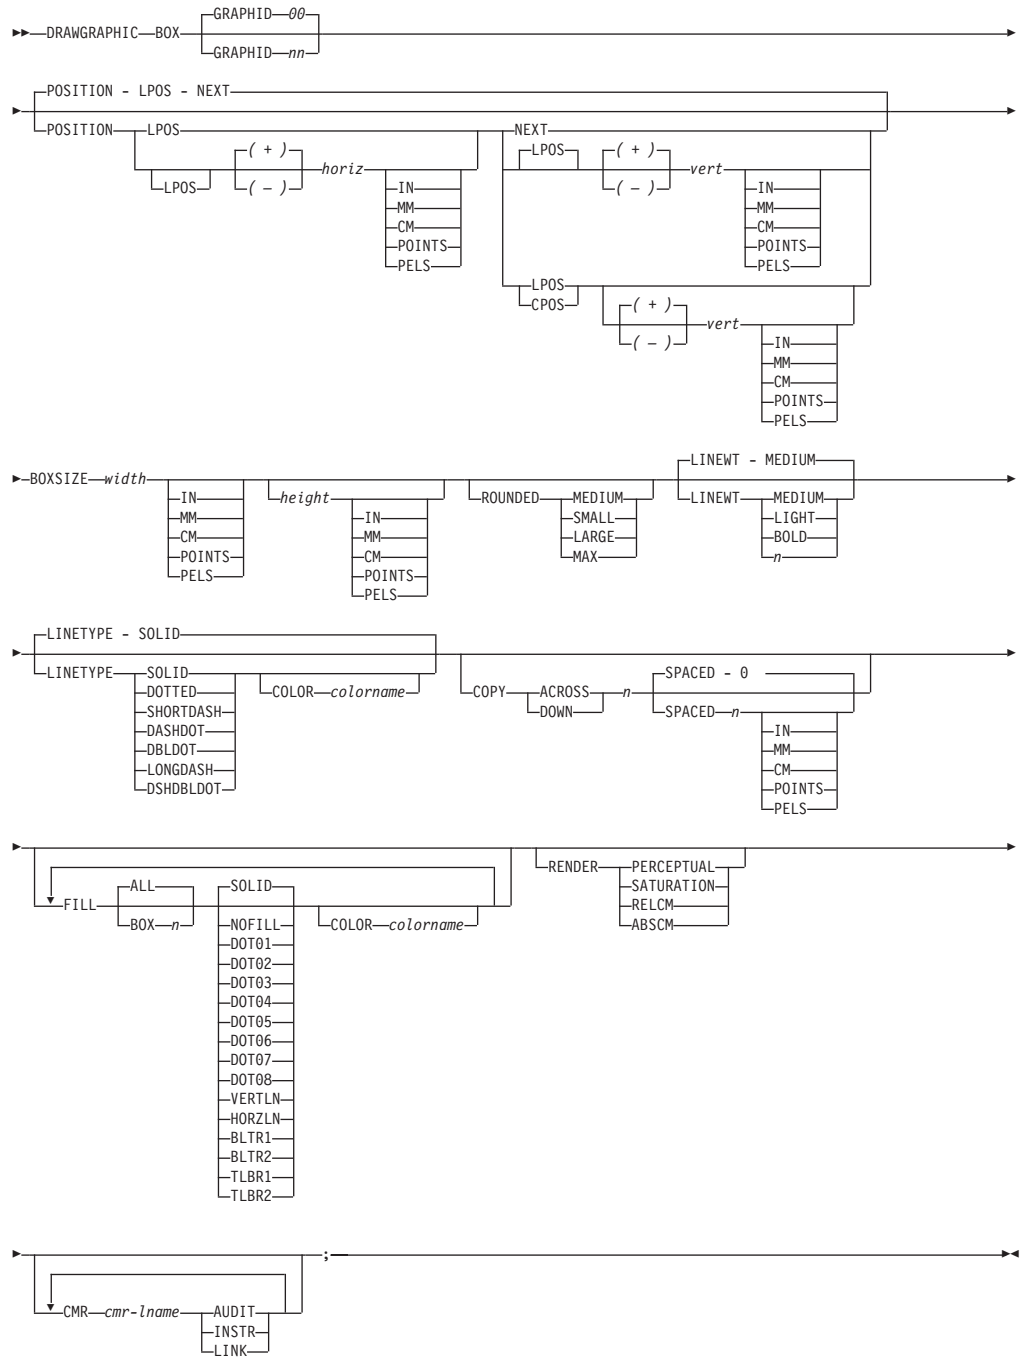 GRAPHID 00
DRAWGRAPHIC BOX
GRAPHID nn
POSITION - LPOS - NEXT
POSITION LPOS NEXT
( + ) LPOS ( + )
LPOS horiz vert
( – ) IN ( – ) IN
MM MM
CM CM
POINTS POINTS
PELS PELS
LPOS
CPOS ( + )
vert
( – ) IN
MM
CM
POINTS
PELS
LINEWT - MEDIUM
BOXSIZE width
IN height ROUNDED MEDIUM LINEWT MEDIUM
MM IN SMALL LIGHT
CM MM LARGE BOLD
POINTS CM MAX n
PELS POINTS
PELS
LINETYPE - SOLID
LINETYPE SOLID SPACED - 0
DOTTED COLOR colorname COPY ACROSS n
SHORTDASH DOWN SPACED n
DASHDOT IN
DBLDOT MM
LONGDASH CM
DSHDBLDOT POINTS
PELS
RENDER PERCEPTUAL
ALL SOLID SATURATION
FILL RELCM
BOX n NOFILL COLOR colorname ABSCM
DOT01
DOT02
DOT03
DOT04
DOT05
DOT06
DOT07
DOT08
VERTLN
HORZLN
BLTR1
BLTR2
TLBR1
TLBR2
;
CMR cmr-lname AUDIT
INSTR
LINK